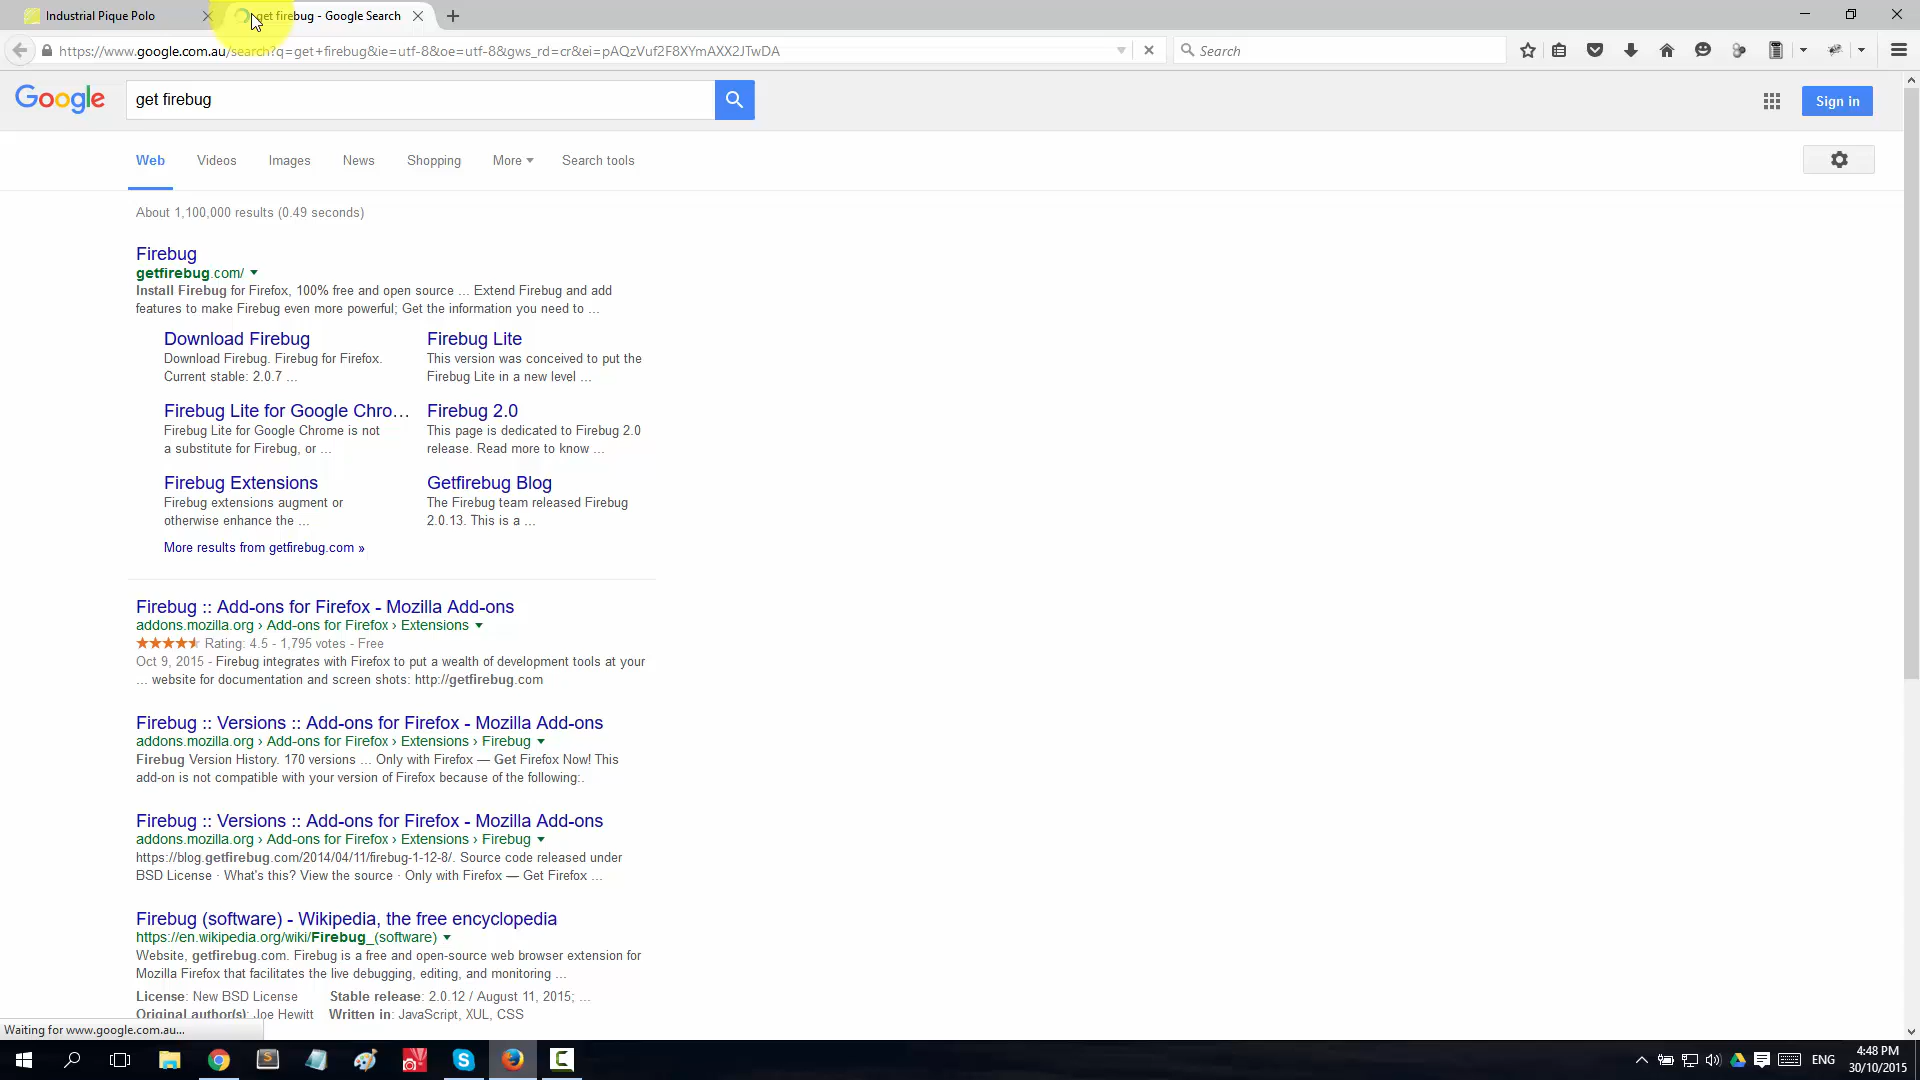 Industrial Pique Polo
get firebug - Google Search
https://www.google.com.au/search?q=get+firebug&ie=utf-8&oe=utf-8&gws_rd=cr&ei=pAQzVuf2F8XYmAXX2JTwDA
Search
Google
get firebug
Sign in
Web Videos Images News Shopping More Search tools
About 1,100,000 results (0.49 seconds)
Firebug
getfirebug.com/
Install Firebug for Firefox, 100% free and open source ... Extend Firebug and add
features to make Firebug even more powerful; Get the information you need to ...
Download Firebug
Download Firebug. Firebug for Firefox.
Current stable: 2.0.7 ...
Firebug Lite
This version was conceived to put the
Firebug Lite in a new level ...
Firebug Lite for Google Chro...
Firebug Lite for Google Chrome is not
a substitute for Firebug, or ...
Firebug 2.0
This page is dedicated to Firebug 2.0
release. Read more to know ...
Firebug Extensions
Firebug extensions augment or
otherwise enhance the ...
Getfirebug Blog
The Firebug team released Firebug
2.0.13. This is a ...
More results from getfirebug.com »
Firebug :: Add-ons for Firefox - Mozilla Add-ons
addons.mozilla.org › Add-ons for Firefox › Extensions
Rating: 4.5 - 1,795 votes - Free
Oct 9, 2015 - Firebug integrates with Firefox to put a wealth of development tools at your
... website for documentation and screen shots: http://getfirebug.com
Firebug :: Versions :: Add-ons for Firefox - Mozilla Add-ons
addons.mozilla.org › Add-ons for Firefox › Extensions › Firebug
Firebug Version History. 170 versions ... Only with Firefox — Get Firefox Now! This
add-on is not compatible with your version of Firefox because of the following:.
Firebug :: Versions :: Add-ons for Firefox - Mozilla Add-ons
addons.mozilla.org › Add-ons for Firefox › Extensions › Firebug
https://blog.getfirebug.com/2014/04/11/firebug-1-12-8/. Source code released under
BSD License · What's this? View the source · Only with Firefox — Get Firefox ...
Firebug (software) - Wikipedia, the free encyclopedia
https://en.wikipedia.org/wiki/Firebug_(software)
Website, getfirebug.com. Firebug is a free and open-source web browser extension for
Mozilla Firefox that facilitates the live debugging, editing, and monitoring ...
License: New BSD License Stable release: 2.0.12 / August 11, 2015; ...
Original author(s): Joe Hewitt Written in: JavaScript, XUL, CSS
Waiting for www.google.com.au...
ENG
4:48 PM
30/10/2015